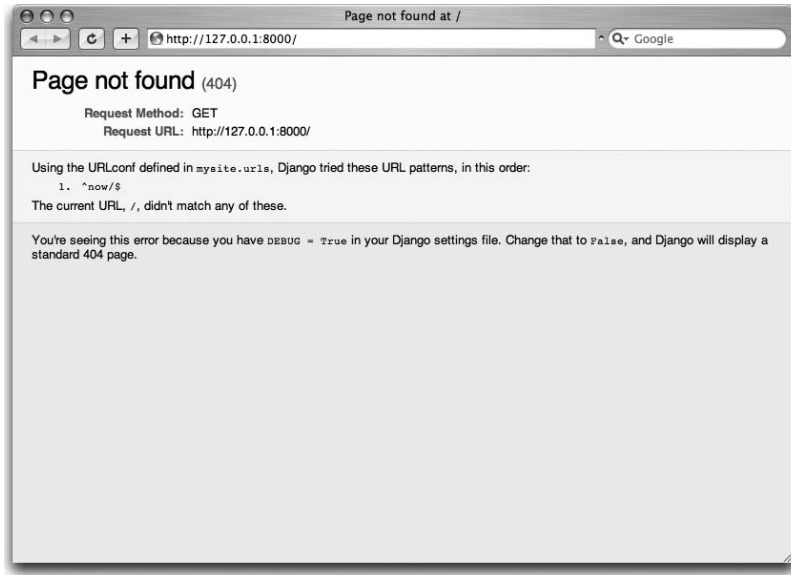 Page not found at /
http://127.0.0.1:8000/
Google
Page not found (404)
Request Method: GET
Request URL: http://127.0.0.1:8000/
Using the URLconf defined in mysite.urls, Django tried these URL patterns, in this order:
1. ^now/$
The current URL, /, didn't match any of these.
You're seeing this error because you have DEBUG = True in your Django settings file. Change that to False, and Django will display a
standard 404 page.